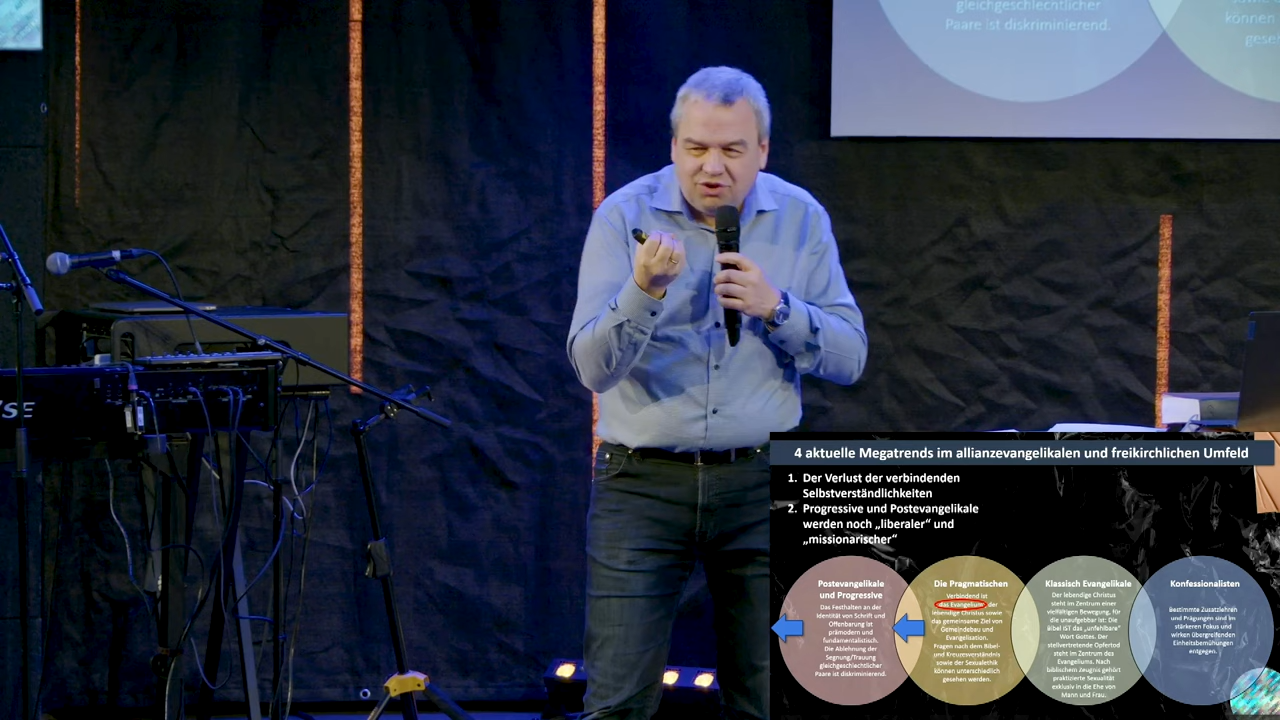 gleichgeschlechtlicher
Paare ist diskriminierend.
können
SE
4 aktuelle Megatrends im allianzevangelikalen und freikirchlichen Umfeld
1. Der Verlust der verbindenden
Selbstverständlichkeiten
2. Progressive und Postevangelikale
werden noch „liberaler“ und
„missionarischer“
Postevangelikale
und Progressive
Das Festhalten an der
Identität von Schrift und
Offenbarung ist
prämodern und
fundamentalistisch.
Die Ablehnung der
Segnung/Trauung
gleichgeschlechtlicher
Paare ist diskriminierend.
Die Pragmatischen
Verbindend ist
das Evangelium, der
lebendige Christus sowie
das gemeinsame Ziel von
Gemeindebau und
Evangelisation.
Fragen nach dem Bibel-
und Kreuzesverständnis
sowie der Sexualethik
können unterschiedlich
gesehen werden.
Klassisch Evangelikale
Der lebendige Christus
steht im Zentrum einer
vielfältigen Bewegung, für
die unaufgebbar ist: Die
Bibel IST das „unfehlbare“
Wort Gottes. Der
stellvertretende Opfertod
steht im Zentrum des
Evangeliums. Nach
biblischem Zeugnis gehört
praktizierte Sexualität
exklusiv in die Ehe von
Mann und Frau.
Konfessionalisten
Bestimmte Zusatzlehren
und Prägungen sind im
stärkeren Fokus und
wirken übergreifenden
Einheitsbemühungen
entgegen.